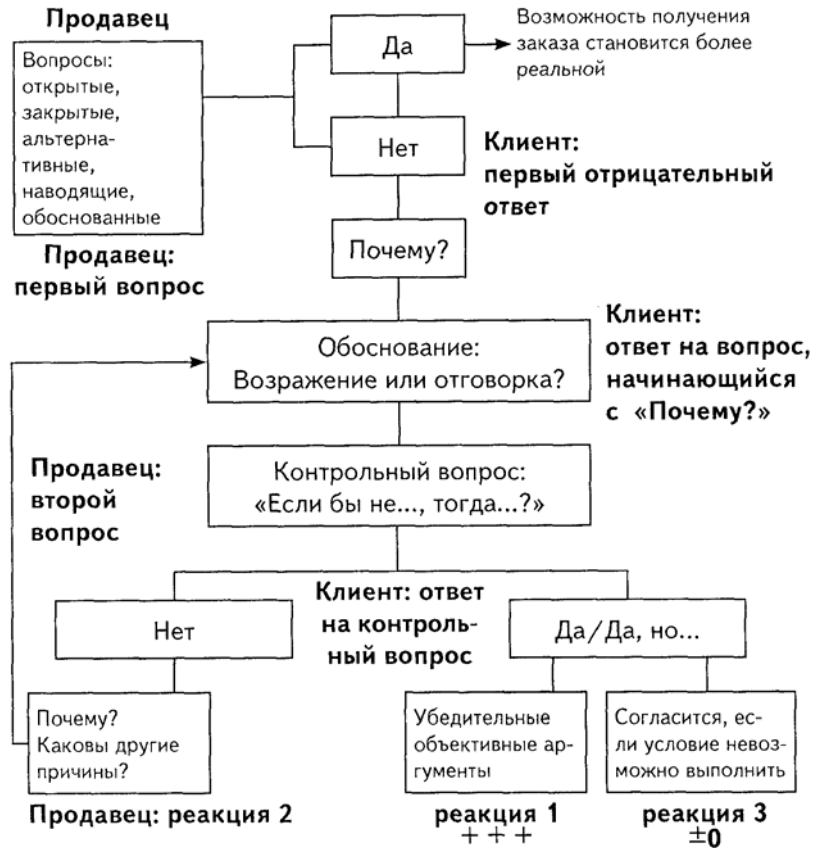 Продавец
Вопросы:
открытые,
закрытые,
альтерна-
тивные,
наводящие,
обоснованные
Продавец:
первый вопрос
Да
Возможность получения
заказа становится более
реальной
Нет
Клиент:
первый отрицательный
ответ
Почему?
Обоснование:
Возражение или отговорка?
Клиент:
ответ на вопрос,
начинающийся
с «Почему?»
Продавец:
второй
вопрос
Контрольный вопрос:
«Если бы не..., тогда...?»
Клиент: ответ
на контроль-
ный вопрос
Нет
Да/Да, но...
Почему?
Каковы другие
причины?
Убедительные
объективные ар-
гументы
Согласится, ес-
ли условие невоз-
можно выполнить
Продавец: реакция 2
реакция 1
+ + +
реакция 3
±0